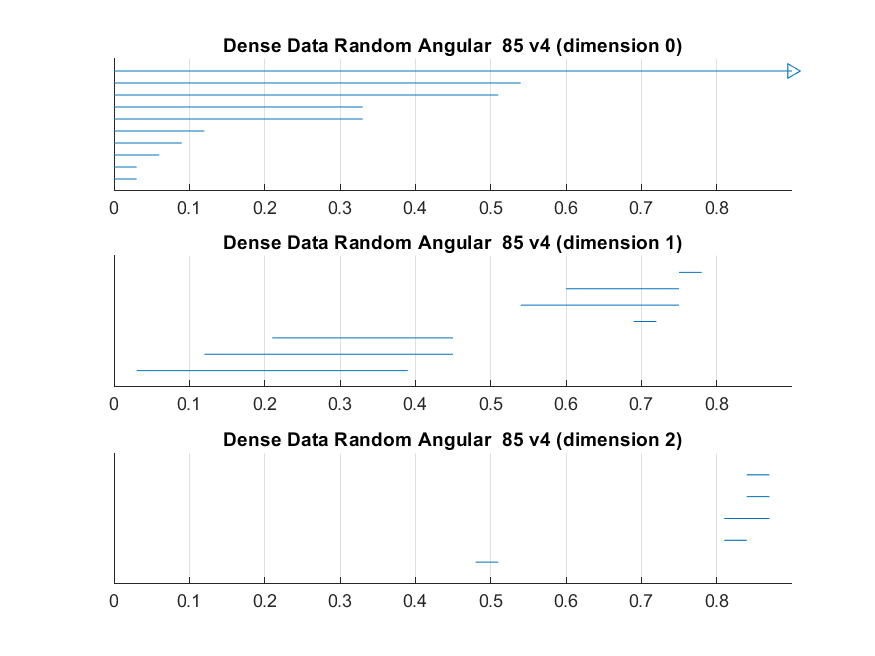 Dense Data Random Angular  85 v4 (dimension 0)
0 0.1 0.2 0.3 0.4 0.5 0.6 0.7 0.8
Dense Data Random Angular  85 v4 (dimension 1)
0 0.1 0.2 0.3 0.4 0.5 0.6 0.7 0.8
Dense Data Random Angular  85 v4 (dimension 2)
0 0.1 0.2 0.3 0.4 0.5 0.6 0.7 0.8